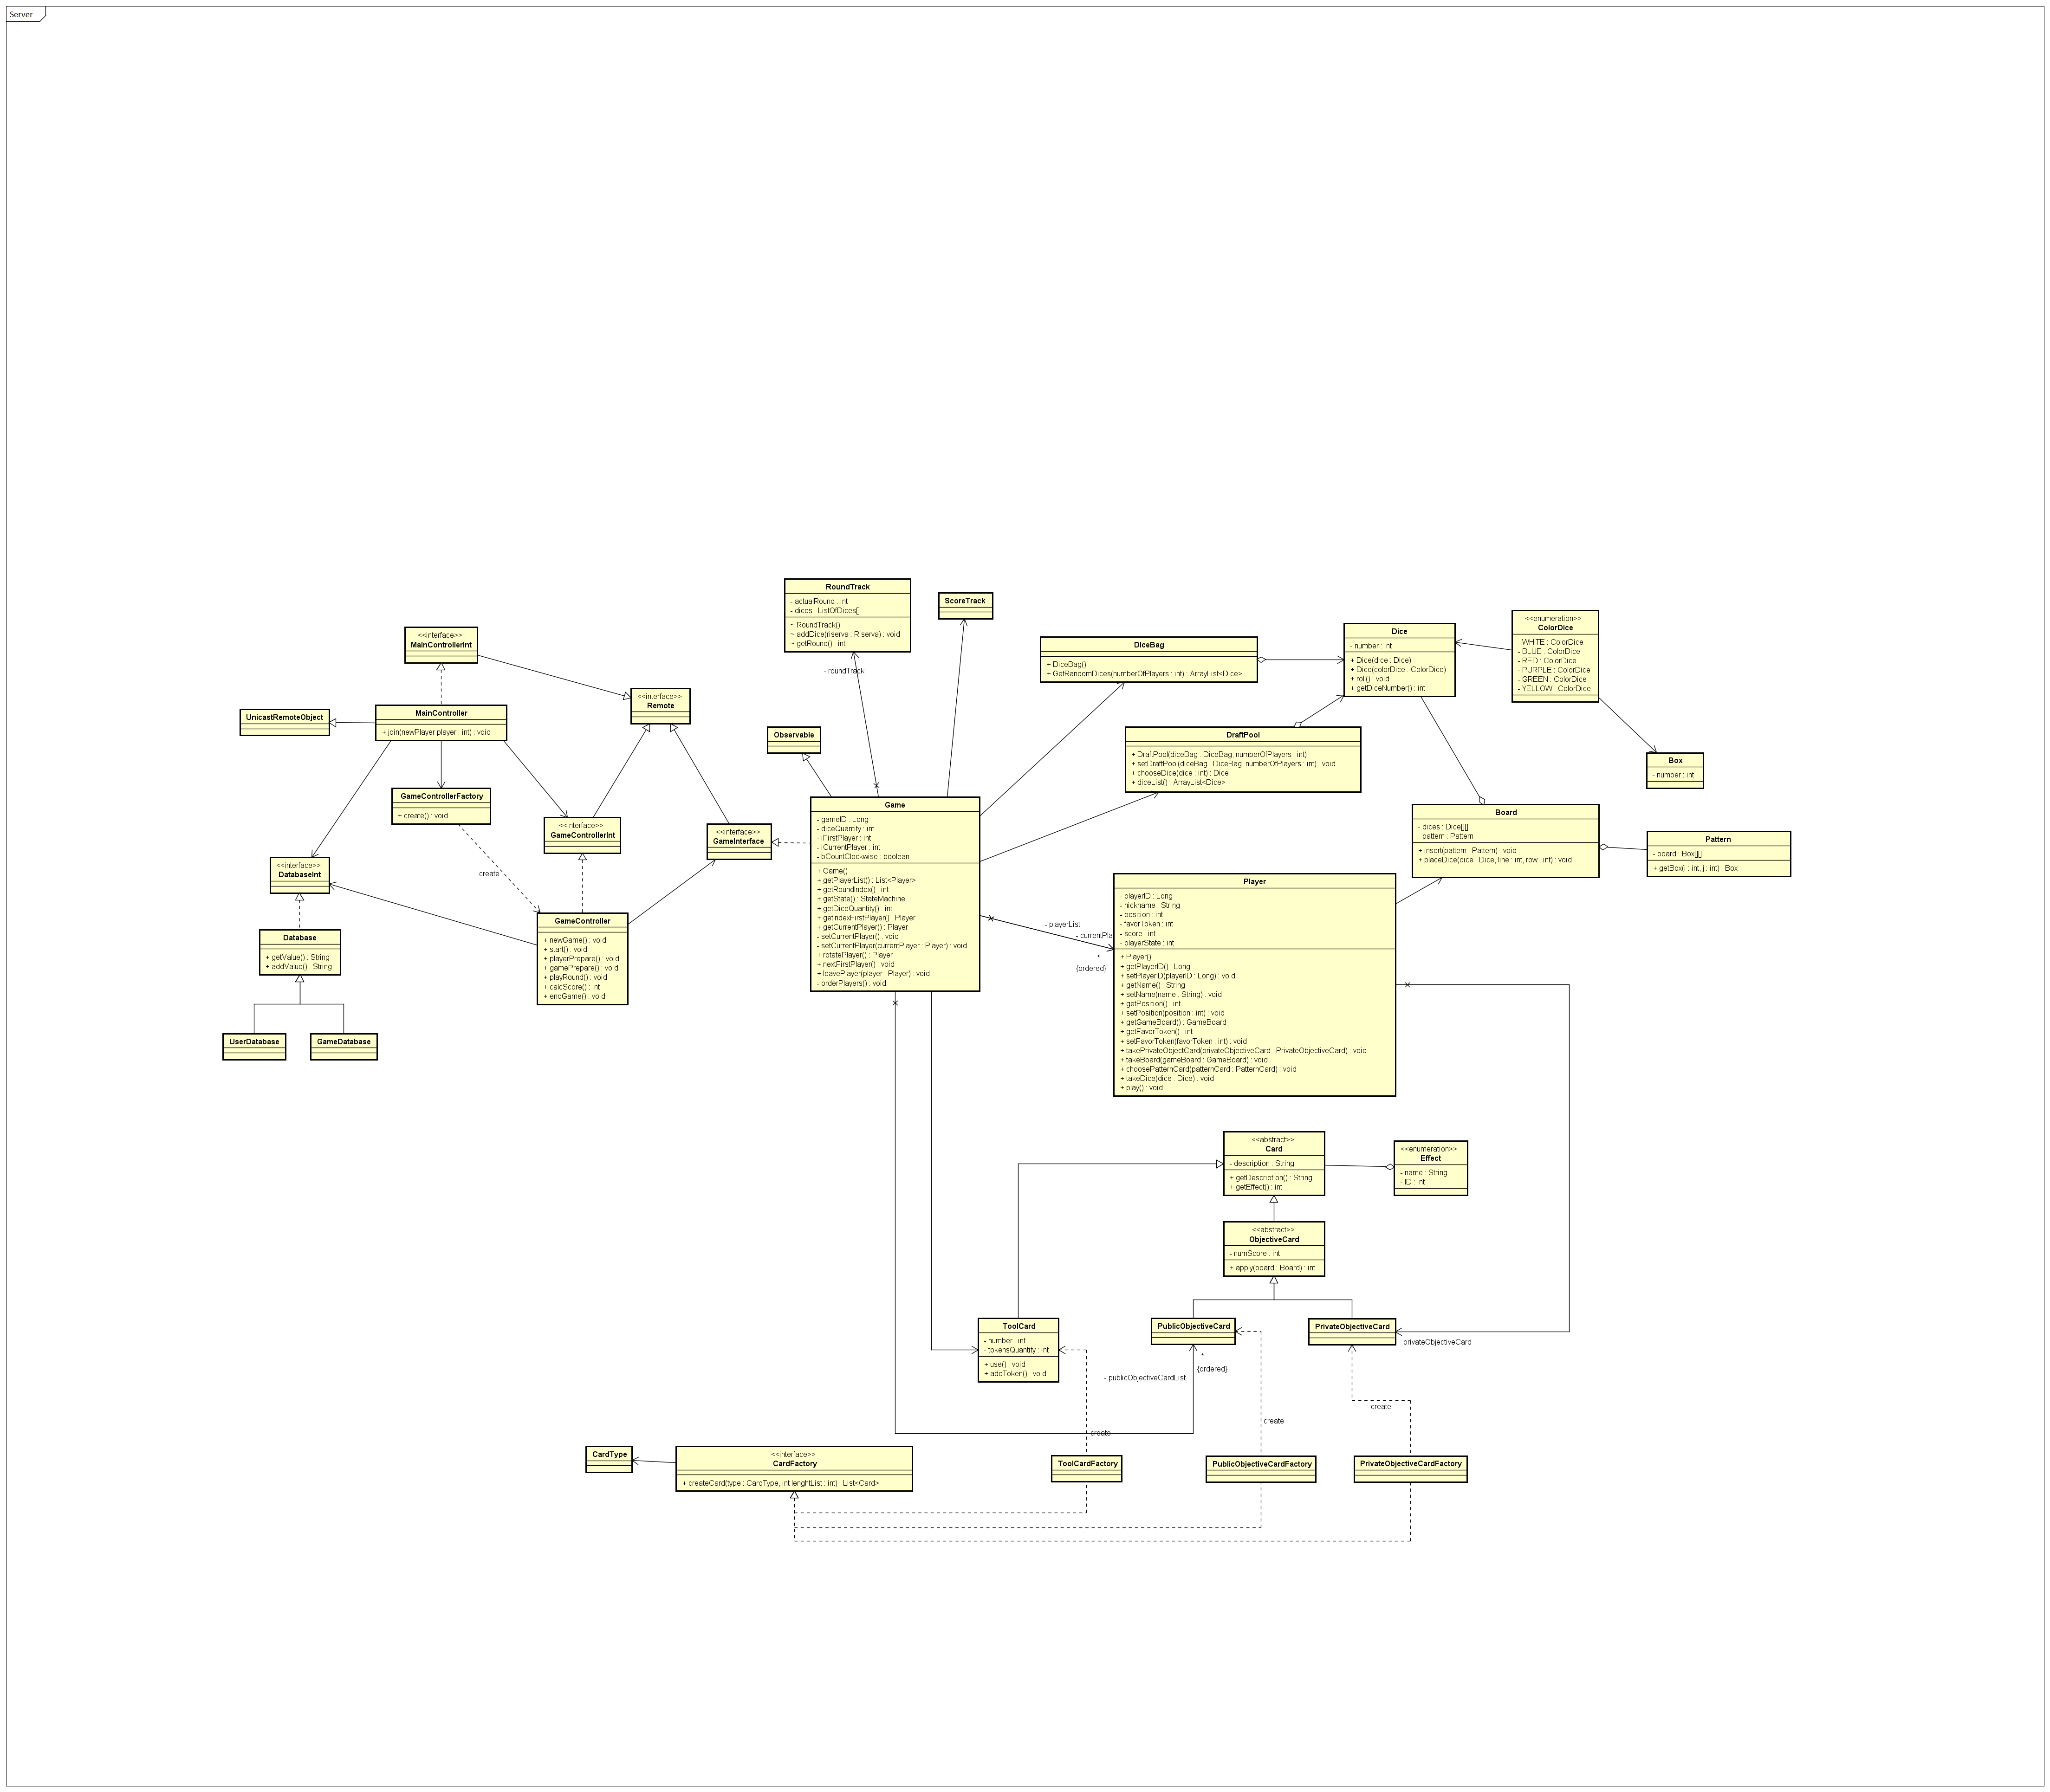 Server
RoundTrack
- actualRound : int
- dices : ListOfDices[]
~ RoundTrack()
~ addDice(riserva : Riserva) : void
~ getRound() : int
ScoreTrack
- roundTrack
<<interface>>
MainControllerInt
<<interface>>
Remote
UnicastRemoteObject
MainController
+ join(newPlayer player : int) : void
GameControllerFactory
+ create() : void
create
<<interface>>
GameControllerInt
<<interface>>
GameInterface
<<interface>>
DatabaseInt
Database
+ getValue() : String
+ addValue() : String
UserDatabase
GameDatabase
GameController
+ newGame() : void
+ start() : void
+ playerPrepare() : void
+ gamePrepare() : void
+ playRound() : void
+ calcScore() : int
+ endGame() : void
Observable
Game
- gameID : Long
- diceQuantity : int
- iFirstPlayer : int
- iCurrentPlayer : int
- bCountClockwise : boolean
+ Game()
+ getPlayerList() : List<Player>
+ getRoundIndex() : int
+ getState() : StateMachine
+ getDiceQuantity() : int
+ getIndexFirstPlayer() : Player
+ getCurrentPlayer() : Player
- setCurrentPlayer() : void
- setCurrentPlayer(currentPlayer : Player) : void
+ rotatePlayer() : Player
+ nextFirstPlayer() : void
+ leavePlayer(player : Player) : void
- orderPlayers() : void
DiceBag
+ DiceBag()
+ GetRandomDices(numberOfPlayers : int) : ArrayList<Dice>
DraftPool
+ DraftPool(diceBag : DiceBag, numberOfPlayers : int)
+ setDraftPool(diceBag : DiceBag, numberOfPlayers : int) : void
+ chooseDice(dice : int) : Dice
+ diceList() : ArrayList<Dice>
Dice
- number : int
+ Dice(dice : Dice)
+ Dice(colorDice : ColorDice)
+ roll() : void
+ getDiceNumber() : int
<<enumeration>>
ColorDice
- WHITE : ColorDice
- BLUE : ColorDice
- RED : ColorDice
- PURPLE : ColorDice
- GREEN : ColorDice
- YELLOW : ColorDice
Box
- number : int
Board
- dices : Dice[][]
- pattern : Pattern
+ insert(pattern : Pattern) : void
+ placeDice(dice : Dice, line : int, row : int) : void
Pattern
- board : Box[][]
+ getBox(i : int, j : int) : Box
- playerList
- currentPla
*
{ordered}
Player
- playerID : Long
- nickname : String
- position : int
- favorToken : int
- score : int
- playerState : int
+ Player()
+ getPlayerID() : Long
+ setPlayerID(playerID : Long) : void
+ getName() : String
+ setName(name : String) : void
+ getPosition() : int
+ setPosition(position : int) : void
+ getGameBoard() : GameBoard
+ getFavorToken() : int
+ setFavorToken(favorToken : int) : void
+ takePrivateObjectCard(privateObjectiveCard : PrivateObjectiveCard) : void
+ takeBoard(gameBoard : GameBoard) : void
+ choosePatternCard(patternCard : PatternCard) : void
+ takeDice(dice : Dice) : void
+ play() : void
<<abstract>>
Card
- description : String
+ getDescription() : String
+ getEffect() : int
<<enumeration>>
Effect
- name : String
- ID : int
<<abstract>>
ObjectiveCard
- numScore : int
+ apply(board : Board) : int
ToolCard
- number : int
- tokensQuantity : int
+ use() : void
+ addToken() : void
PublicObjectiveCard
PrivateObjectiveCard
- privateObjectiveCard
*
{ordered}
- publicObjectiveCardList
create
create
create
CardType
<<interface>>
CardFactory
+ createCard(type : CardType, int lenghtList : int) : List<Card>
ToolCardFactory
PublicObjectiveCardFactory
PrivateObjectiveCardFactory